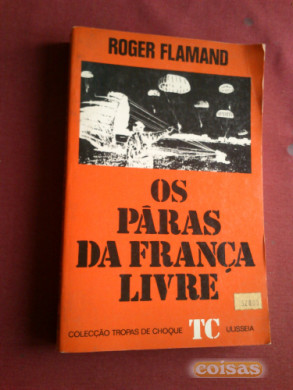 ROGER FLAMAND
OS
PÁRAS
DA FRANÇA
LIVRE
COLECÇÃO TROPAS DE CHOQUE TC ULISSEIA
coisas